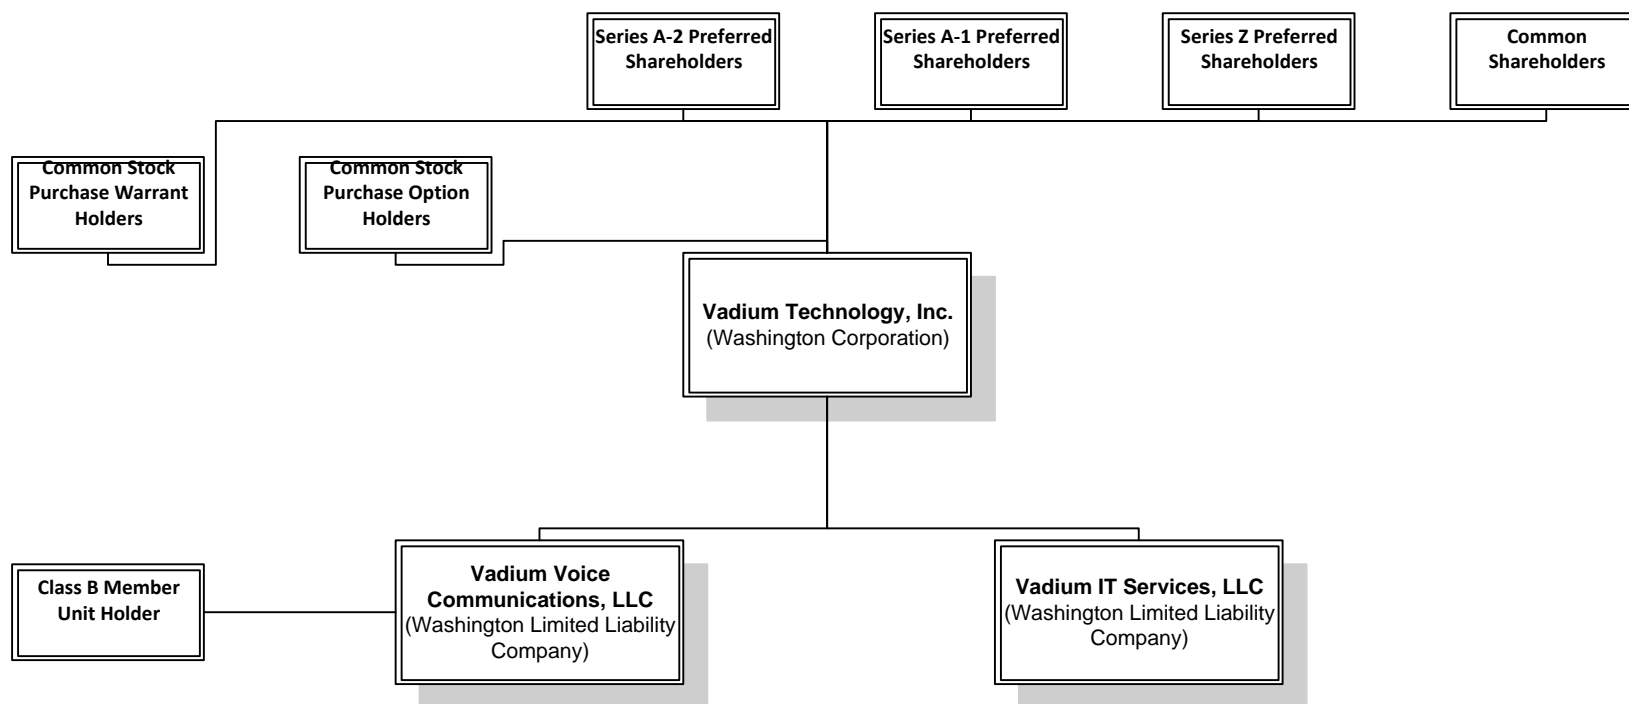 Series A-2 Preferred
Shareholders
Series A-1 Preferred
Shareholders
Series Z Preferred
Shareholders
Common
Shareholders
Common Stock
Purchase Warrant
Holders
Common Stock
Purchase Option
Holders
Vadium Technology, Inc.
(Washington Corporation)
Class B Member
Unit Holder
Vadium Voice
Communications, LLC
(Washington Limited Liability
Company)
Vadium IT Services, LLC
(Washington Limited Liability
Company)